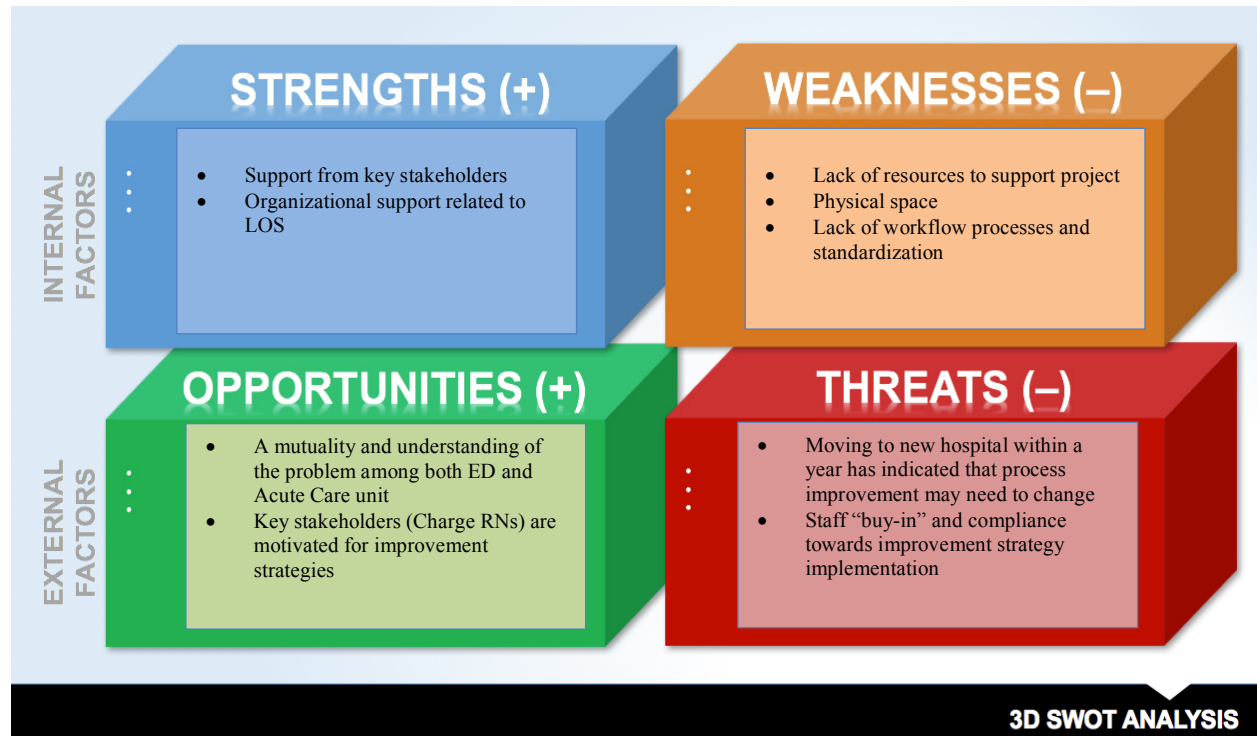 STRENGTHS (+)
• Support from key stakeholders
• Organizational support related to
LOS
WEAKNESSES (–)
• Lack of resources to support project
• Physical space
• Lack of workflow processes and
standardization
INTERNAL
FACTORS
OPPORTUNITIES (+)
• A mutuality and understanding of
the problem among both ED and
Acute Care unit
• Key stakeholders (Charge RNs) are
motivated for improvement
strategies
THREATS (–)
• Moving to new hospital within a
year has indicated that process
improvement may need to change
• Staff “buy-in” and compliance
towards improvement strategy
implementation
EXTERNAL
FACTORS
3D SWOT ANALYSIS